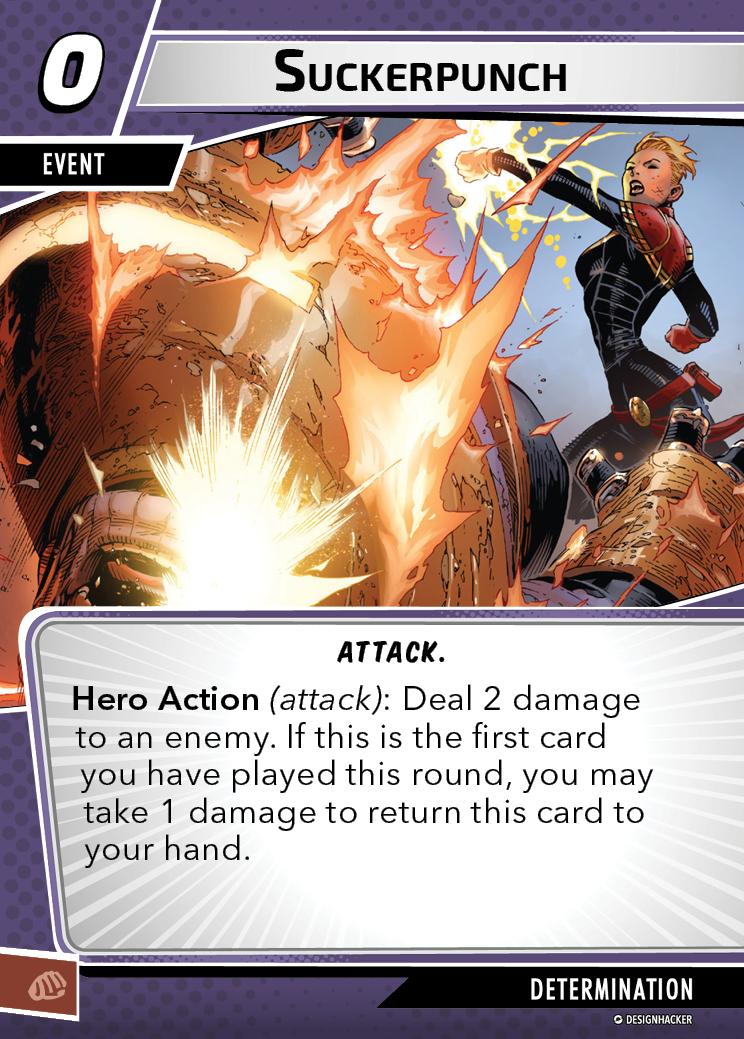 0
SUCKERPUNCH
EVENT
ATTACK.
Hero Action (attack): Deal 2 damage
to an enemy. If this is the first card
you have played this round, you may
take 1 damage to return this card to
your hand.
DETERMINATION
DESIGNHACKER